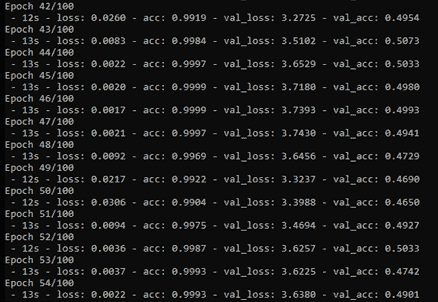 Epoch 42/100
 - 12s - loss: 0.0260 - acc: 0.9919 - val_loss: 3.2725 - val_acc: 0.4954
Epoch 43/100
 - 13s - loss: 0.0083 - acc: 0.9984 - val_loss: 3.5102 - val_acc: 0.5073
Epoch 44/100
 - 13s - loss: 0.0022 - acc: 0.9997 - val_loss: 3.6529 - val_acc: 0.5033
Epoch 45/100
 - 13s - loss: 0.0020 - acc: 0.9999 - val_loss: 3.7180 - val_acc: 0.4980
Epoch 46/100
 - 13s - loss: 0.0017 - acc: 0.9999 - val_loss: 3.7393 - val_acc: 0.4993
Epoch 47/100
 - 13s - loss: 0.0021 - acc: 0.9997 - val_loss: 3.7430 - val_acc: 0.4941
Epoch 48/100
 - 13s - loss: 0.0092 - acc: 0.9969 - val_loss: 3.6456 - val_acc: 0.4729
Epoch 49/100
 - 12s - loss: 0.0217 - acc: 0.9922 - val_loss: 3.3237 - val_acc: 0.4690
Epoch 50/100
 - 12s - loss: 0.0306 - acc: 0.9904 - val_loss: 3.3988 - val_acc: 0.4650
Epoch 51/100
 - 13s - loss: 0.0094 - acc: 0.9975 - val_loss: 3.4694 - val_acc: 0.4927
Epoch 52/100
 - 12s - loss: 0.0036 - acc: 0.9987 - val_loss: 3.6257 - val_acc: 0.5033
Epoch 53/100
 - 13s - loss: 0.0037 - acc: 0.9993 - val_loss: 3.6225 - val_acc: 0.4742
Epoch 54/100
 - 13s - loss: 0.0022 - acc: 0.9993 - val_loss: 3.6380 - val_acc: 0.4901